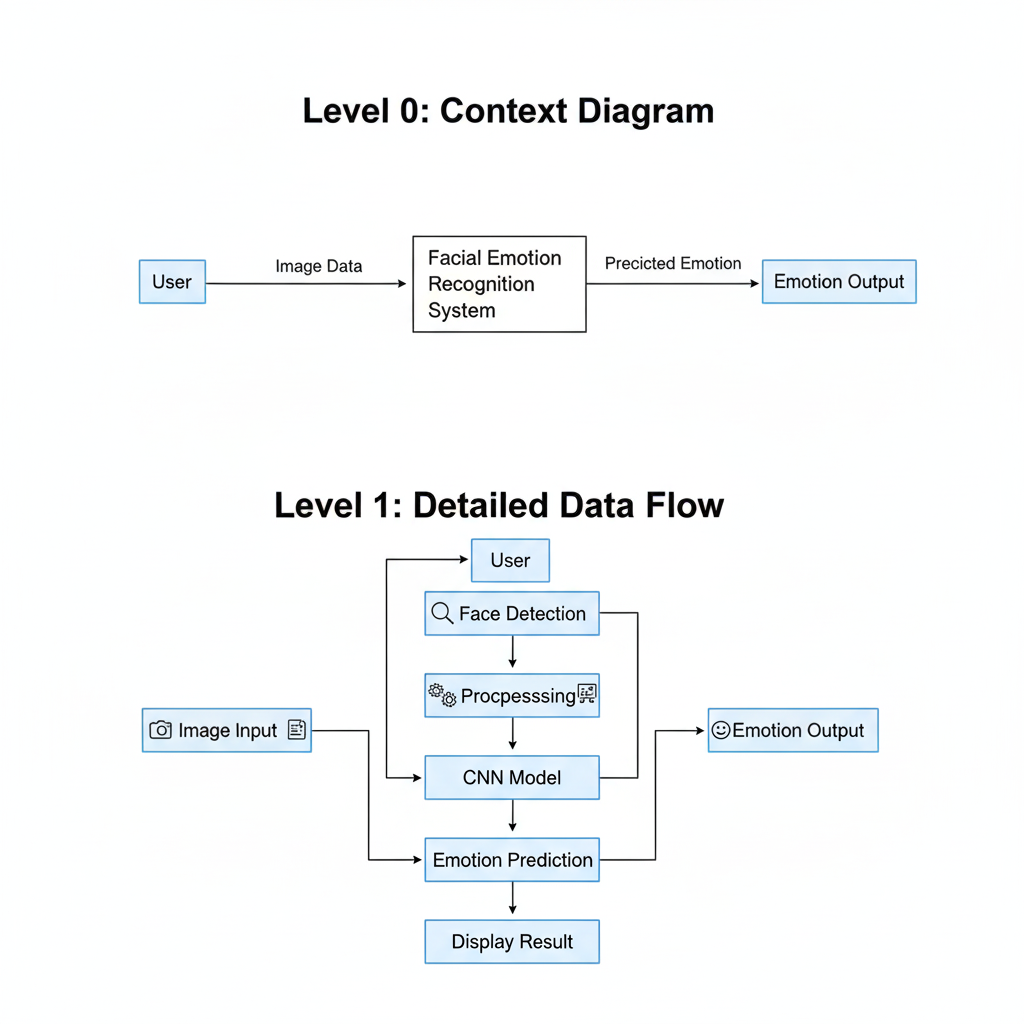 Level 0: Context Diagram
User
Image Data
Facial Emotion
Recognition
System
Precicted Emotion
Emotion Output
Level 1: Detailed Data Flow
User
Face Detection
Procpesssing
Image Input
Emotion Output
CNN Model
Emotion Prediction
Display Result